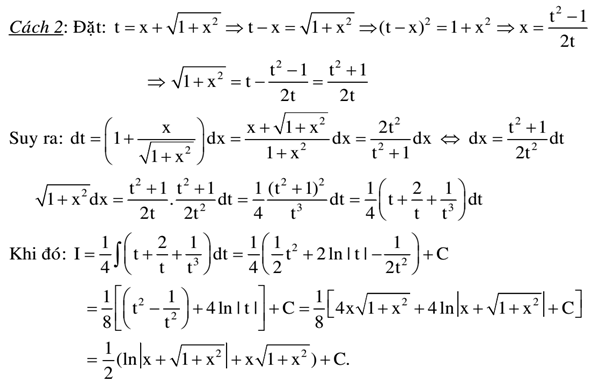 Cách 2: Đặt: t = x + √(1+x²) ⇒ t − x = √(1+x²) ⇒ (t − x)² = 1 + x² ⇒ x = (t² − 1)/(2t)
⇒ √(1+x²) = t − (t² − 1)/(2t) = (t² + 1)/(2t)
Suy ra: dt = (1 + x/√(1+x²))dx = (x + √(1+x²))/(1+x²) dx = 2t²/(t² + 1) dx ⇔ dx = (t² + 1)/(2t²) dt
√(1+x²)dx = (t² + 1)/(2t) . (t² + 1)/(2t²) dt = 1/4 (t² + 1)²/t³ dt = 1/4 (t + 2/t + 1/t³)dt
Khi đó: I = 1/4 ∫(t + 2/t + 1/t³)dt = 1/4 (1/2 t² + 2 ln | t | − 1/(2t²)) + C
= 1/8 [(t² − 1/t²) + 4 ln | t |] + C = 1/8 [4x√(1+x²) + 4 ln|x + √(1+x²)| + C]
= 1/2 (ln|x + √(1+x²)| + x√(1+x²)) + C.